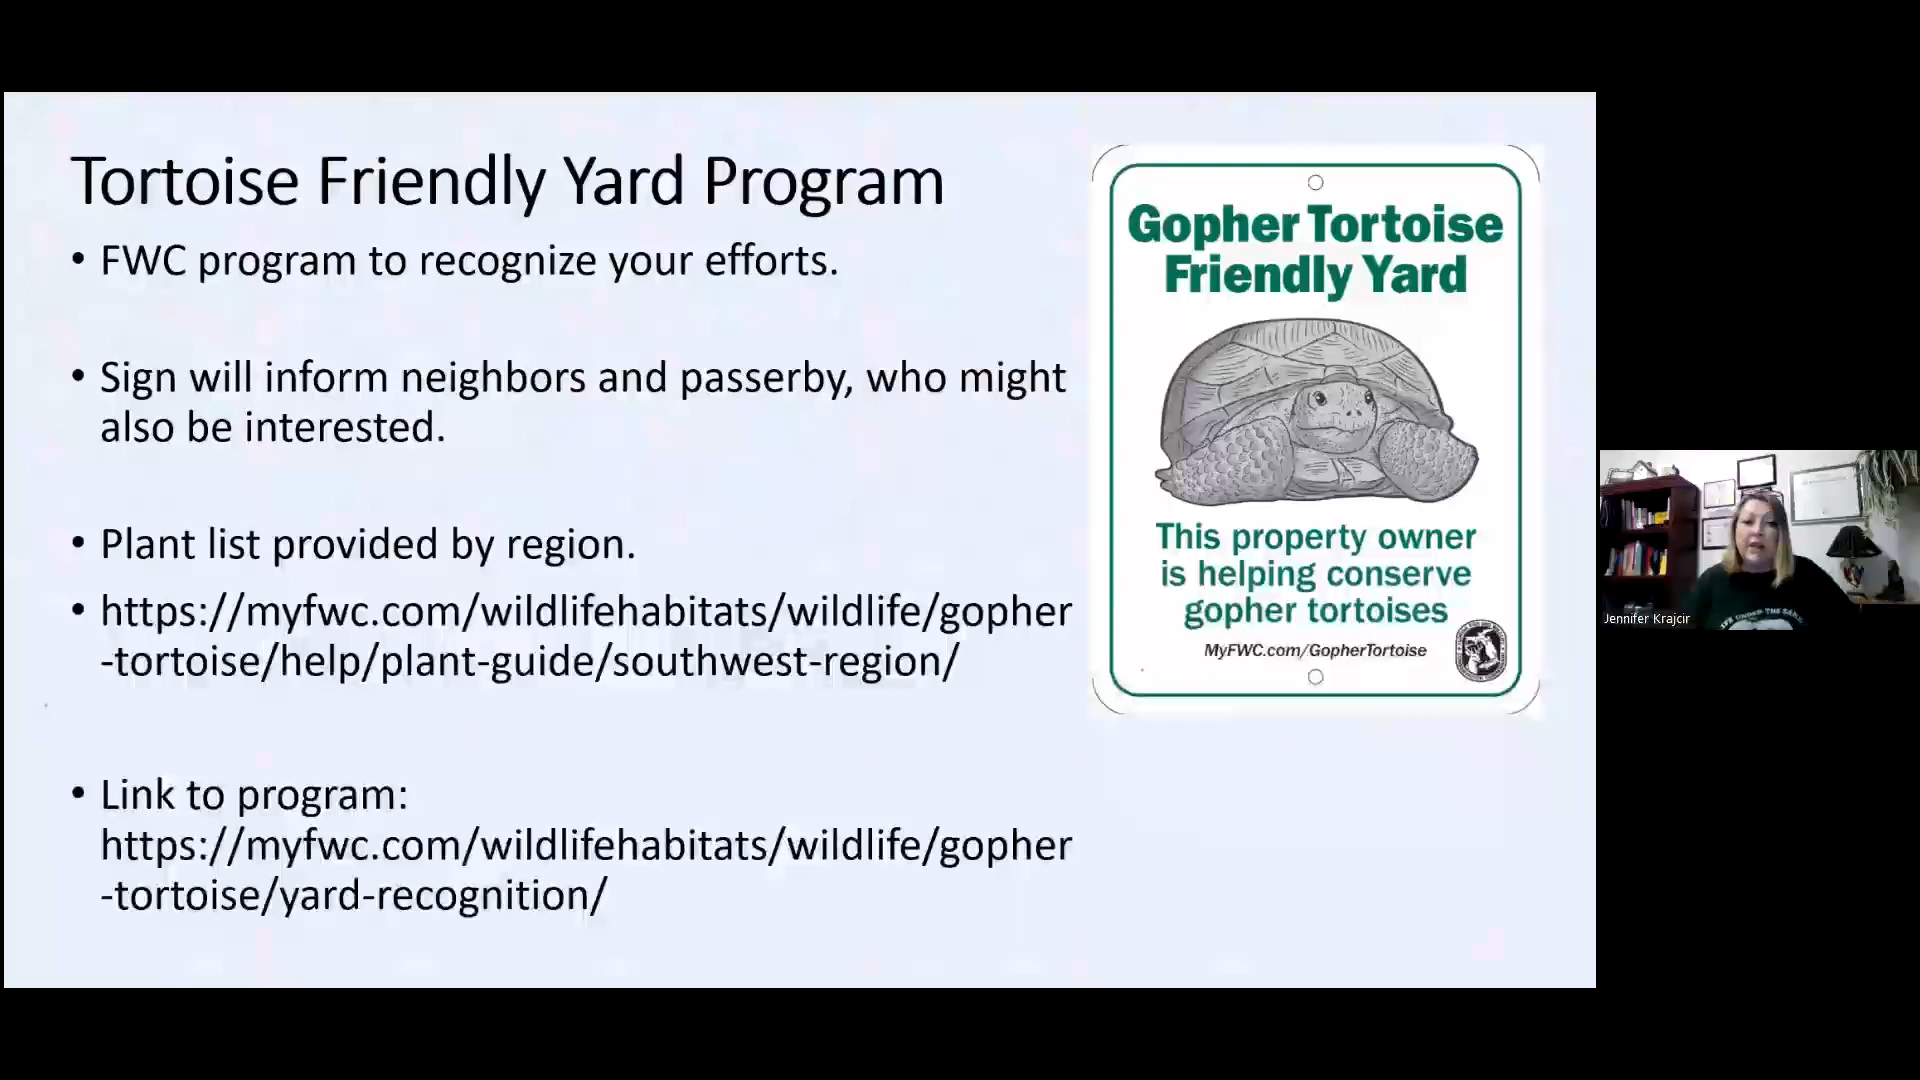 Tortoise Friendly Yard Program
• FWC program to recognize your efforts.
• Sign will inform neighbors and passerby, who might
also be interested.
• Plant list provided by region.
• https://myfwc.com/wildlifehabitats/wildlife/gopher
-tortoise/help/plant-guide/southwest-region/
• Link to program:
https://myfwc.com/wildlifehabitats/wildlife/gopher
-tortoise/yard-recognition/
Gopher Tortoise
Friendly Yard
This property owner
is helping conserve
gopher tortoises
MyFWC.com/GopherTortoise
Jennifer Krajcir